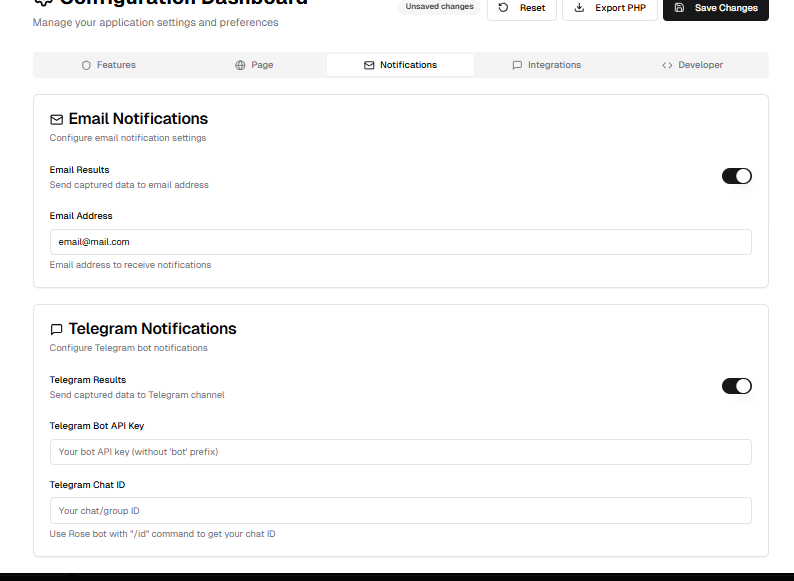 Configuration Dashboard
Manage your application settings and preferences
Unsaved changes
Reset
Export PHP
Save Changes
Features
Page
Notifications
Integrations
Developer
Email Notifications
Configure email notification settings
Email Results
Send captured data to email address
Email Address
email@mail.com
Email address to receive notifications
Telegram Notifications
Configure Telegram bot notifications
Telegram Results
Send captured data to Telegram channel
Telegram Bot API Key
Your bot API key (without 'bot' prefix)
Telegram Chat ID
Your chat/group ID
Use Rose bot with "/id" command to get your chat ID